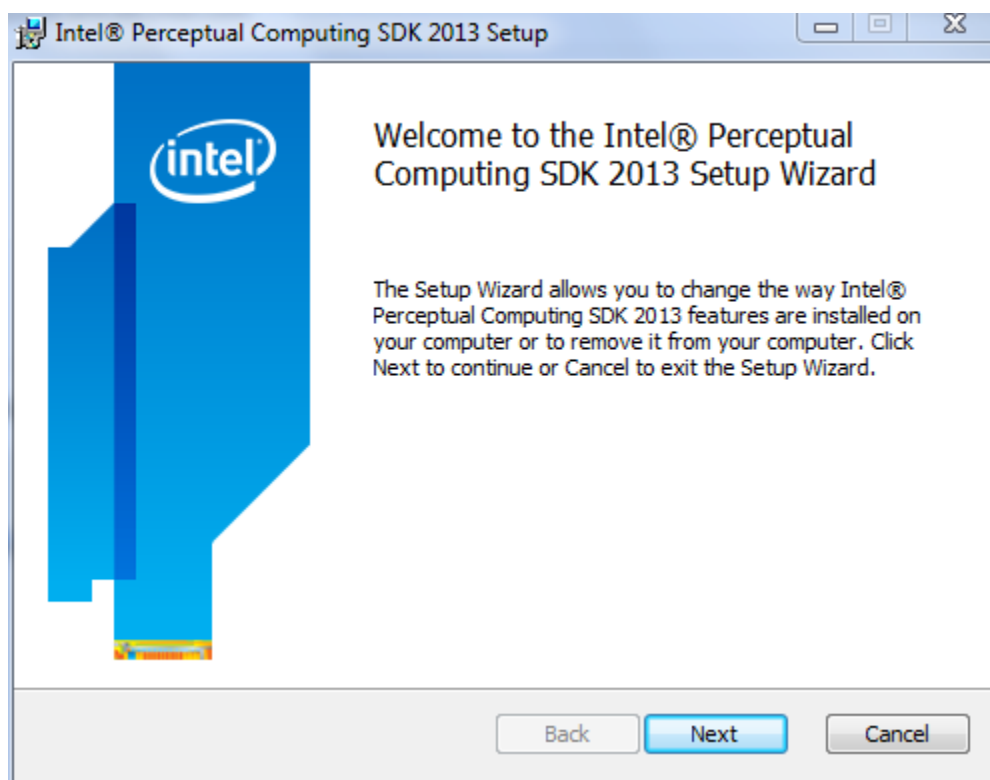 Intel® Perceptual Computing SDK 2013 Setup
intel
Welcome to the Intel® Perceptual
Computing SDK 2013 Setup Wizard
The Setup Wizard allows you to change the way Intel®
Perceptual Computing SDK 2013 features are installed on
your computer or to remove it from your computer. Click
Next to continue or Cancel to exit the Setup Wizard.
Back
Next
Cancel